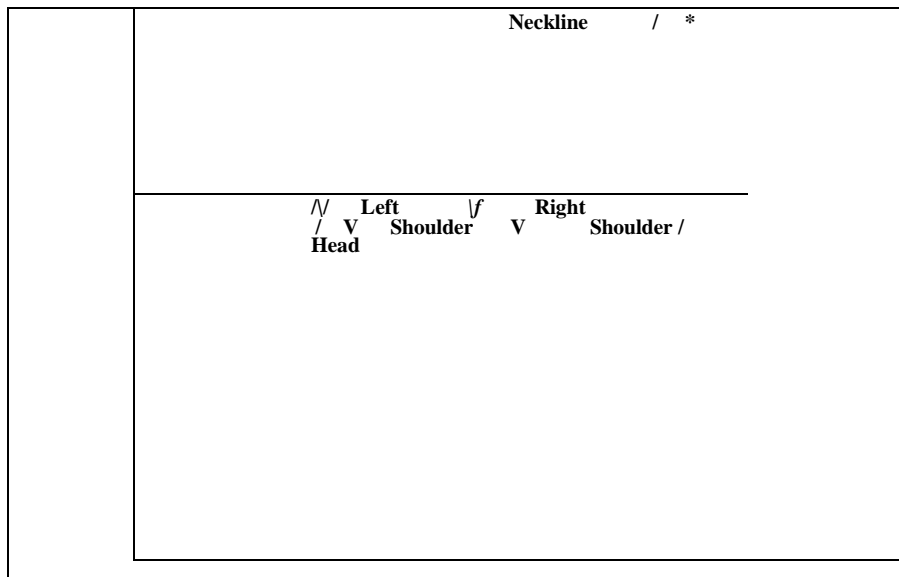 Neckline / *
/\/ Left \f Right
/ V Shoulder V Shoulder /
Head